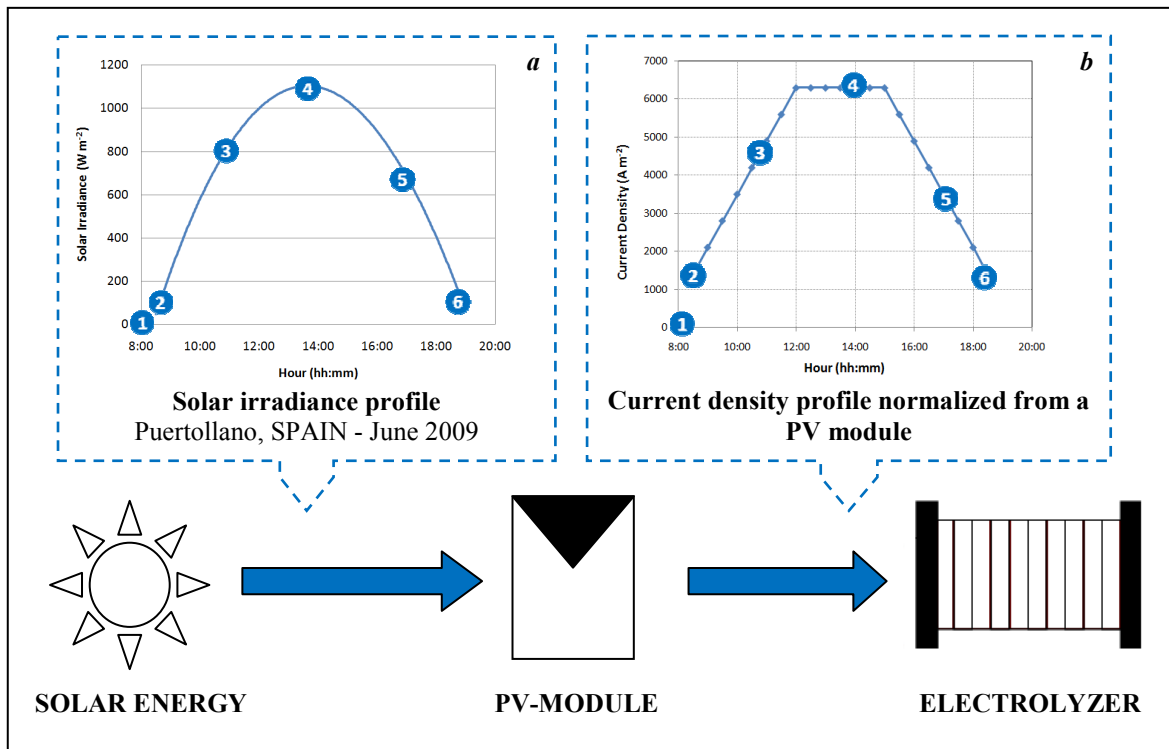 a
1200
1000
800
600
400
200
0
Solar Irradiance (W m-2)
1
2
3
4
5
6
8:00 10:00 12:00 14:00 16:00 18:00 20:00
Hour (hh:mm)
Solar irradiance profile
Puertollano, SPAIN - June 2009
b
7000
6000
5000
4000
3000
2000
1000
0
Current Density (A m-2)
1
2
3
4
5
6
8:00 10:00 12:00 14:00 16:00 18:00 20:00
Hour (hh:mm)
Current density profile normalized from a
PV module
SOLAR ENERGY
PV-MODULE
ELECTROLYZER